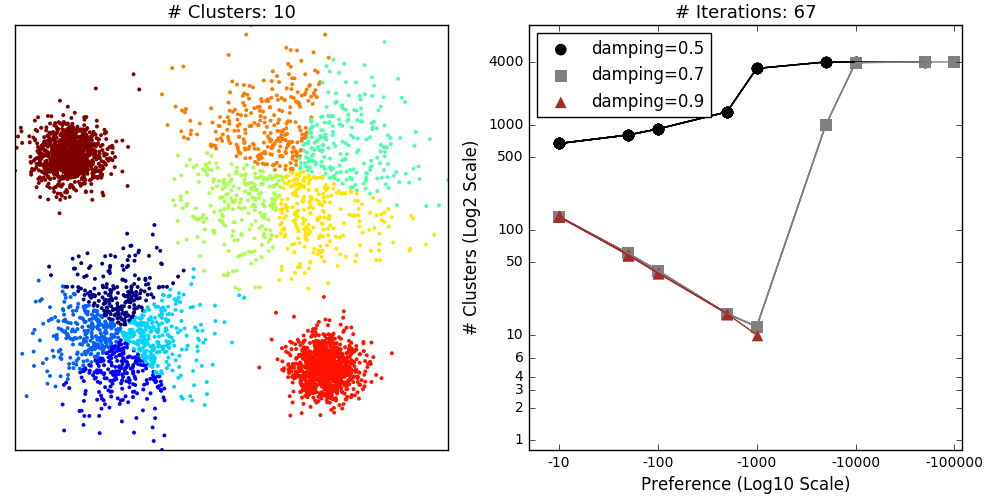 # Clusters: 10
# Iterations: 67
damping=0.5
damping=0.7
damping=0.9
# Clusters (Log2 Scale)
4000
1000
500
100
50
10
6
4
3
2
1
-10
-100
-1000
-10000
-100000
Preference (Log10 Scale)